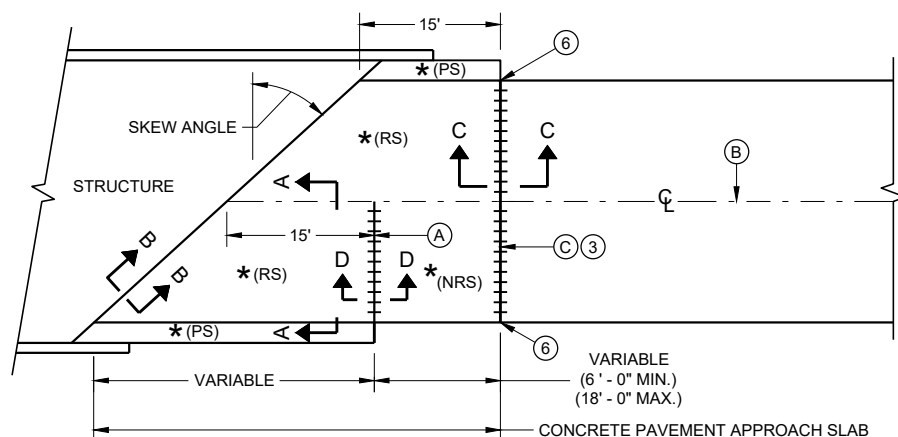 15'
6
*(PS)
SKEW ANGLE
*(RS)
C C
B
STRUCTURE
A
CL
15'
A
B
B
D D
C 3
*(RS)
*(NRS)
*(PS)
A
6
VARIABLE
VARIABLE
(6 ' - 0" MIN.)
(18' - 0" MAX.)
CONCRETE PAVEMENT APPROACH SLAB